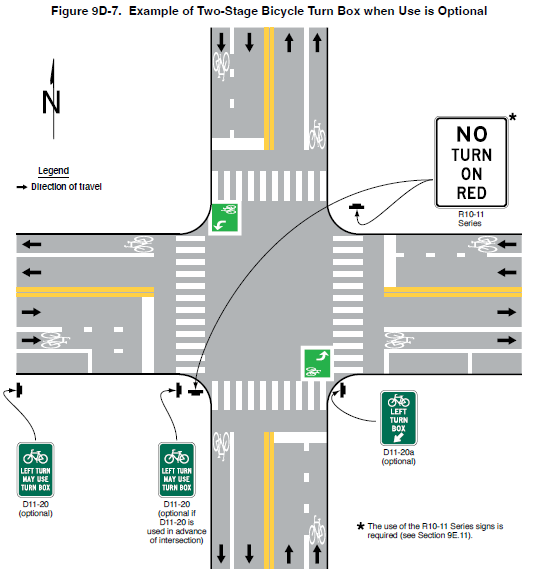 Figure 9D-7. Example of Two-Stage Bicycle Turn Box when Use is Optional
N
Legend
Direction of travel
NO
TURN
ON
RED
*
R10-11
Series
LEFT TURN
MAY USE
TURN BOX
D11-20
(optional)
LEFT TURN
MAY USE
TURN BOX
D11-20
(optional if
D11-20 is
used in advance
of intersection)
LEFT
TURN
BOX
D11-20a
(optional)
* The use of the R10-11 Series signs is
required (see Section 9E.11).